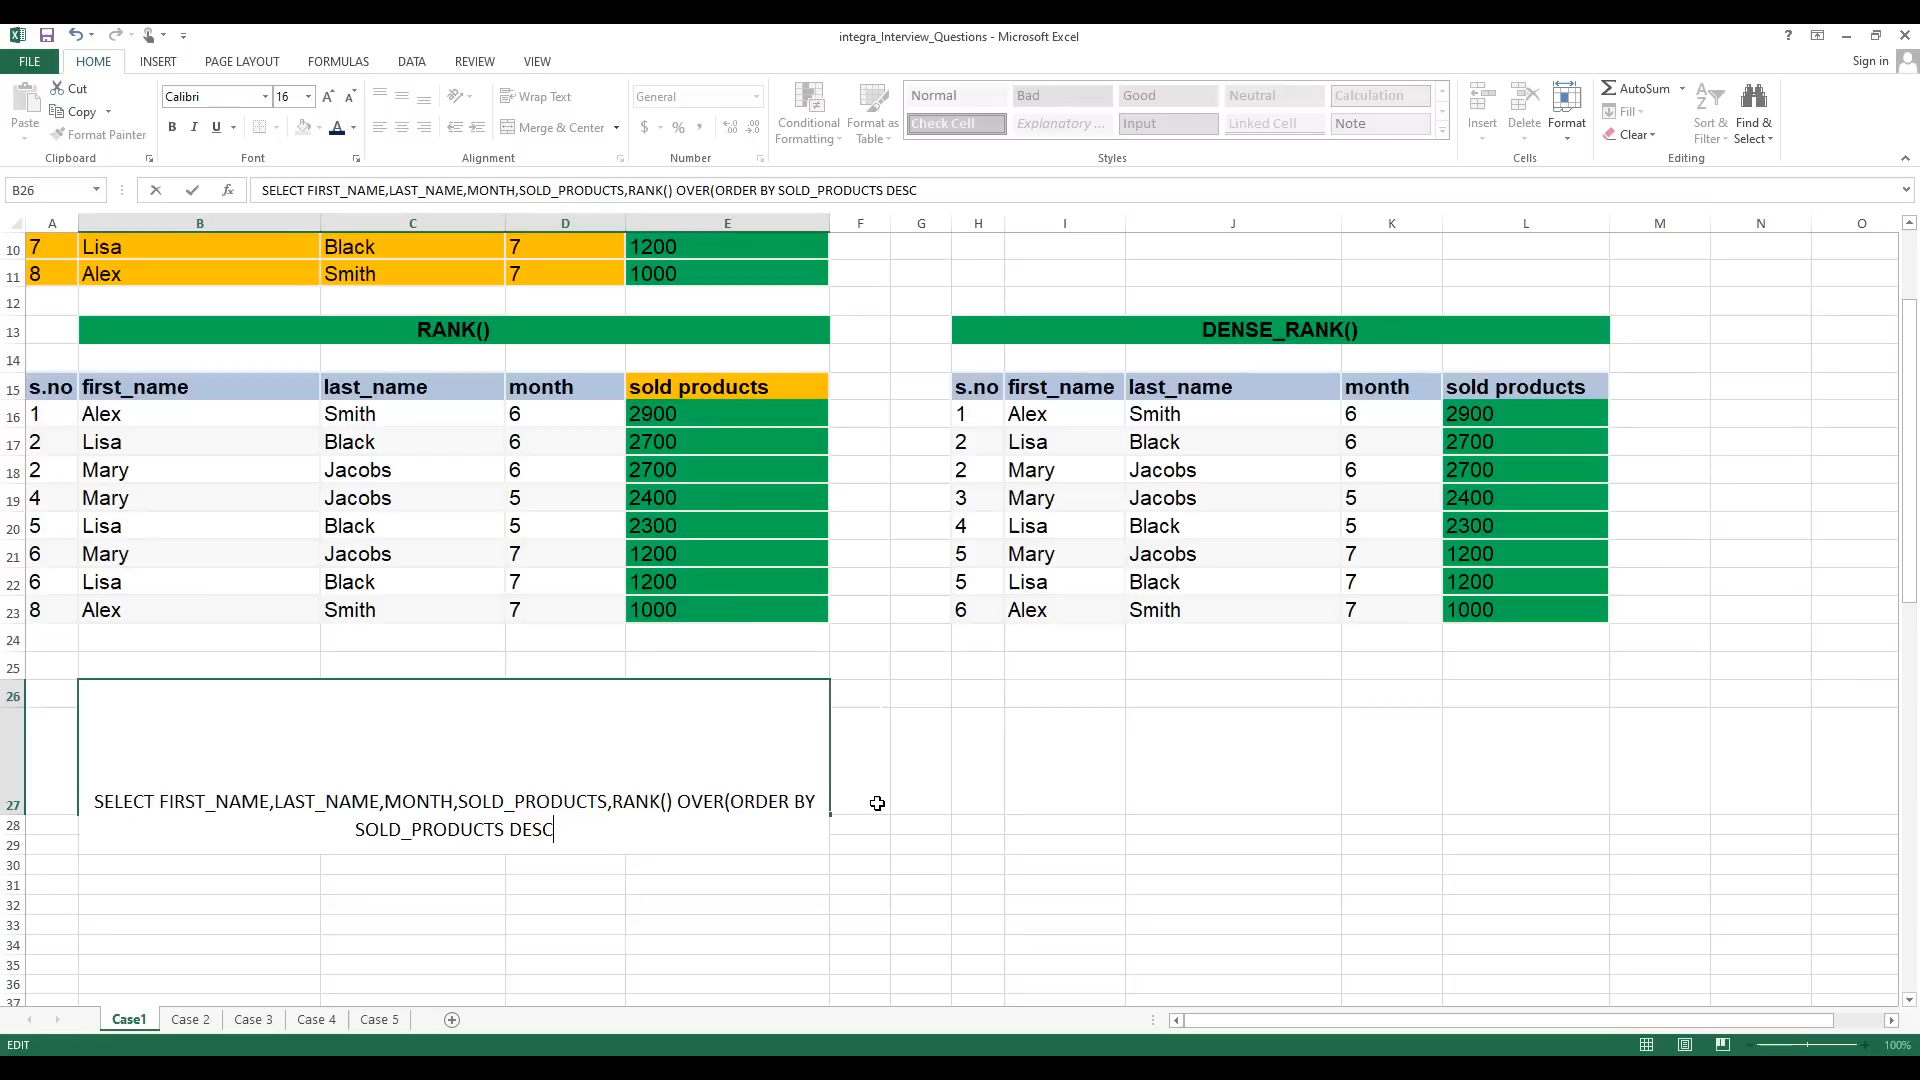 integra_Interview_Questions - Microsoft Excel
?
Sign in
FILE HOME INSERT PAGE LAYOUT FORMULAS DATA REVIEW VIEW
Paste
Cut
Copy
Format Painter
Clipboard
Calibri 16
B I U
Font
Wrap Text
Merge & Center
Alignment
General
$ % ,
Number
Conditional Formatting
Format as Table
Normal Bad Good Neutral Calculation
Check Cell Explanatory ... Input Linked Cell Note
Styles
Insert Delete Format
Cells
AutoSum
Fill
Clear
Sort & Filter
Find & Select
Editing
B26 fx SELECT FIRST_NAME,LAST_NAME,MONTH,SOLD_PRODUCTS,RANK() OVER(ORDER BY SOLD_PRODUCTS DESC
A B C D E F G H I J K L M N O
10 7 Lisa Black 7 1200
11 8 Alex Smith 7 1000
12
13 RANK() DENSE_RANK()
14
15 s.no first_name last_name month sold products s.no first_name last_name month sold products
16 1 Alex Smith 6 2900 1 Alex Smith 6 2900
17 2 Lisa Black 6 2700 2 Lisa Black 6 2700
18 2 Mary Jacobs 6 2700 2 Mary Jacobs 6 2700
19 4 Mary Jacobs 5 2400 3 Mary Jacobs 5 2400
20 5 Lisa Black 5 2300 4 Lisa Black 5 2300
21 6 Mary Jacobs 7 1200 5 Mary Jacobs 7 1200
22 6 Lisa Black 7 1200 5 Lisa Black 7 1200
23 8 Alex Smith 7 1000 6 Alex Smith 7 1000
24
25
26
27 SELECT FIRST_NAME,LAST_NAME,MONTH,SOLD_PRODUCTS,RANK() OVER(ORDER BY
28 SOLD_PRODUCTS DESC
29
30
31
32
33
34
35
36
37
Case1 Case 2 Case 3 Case 4 Case 5
EDIT
100%